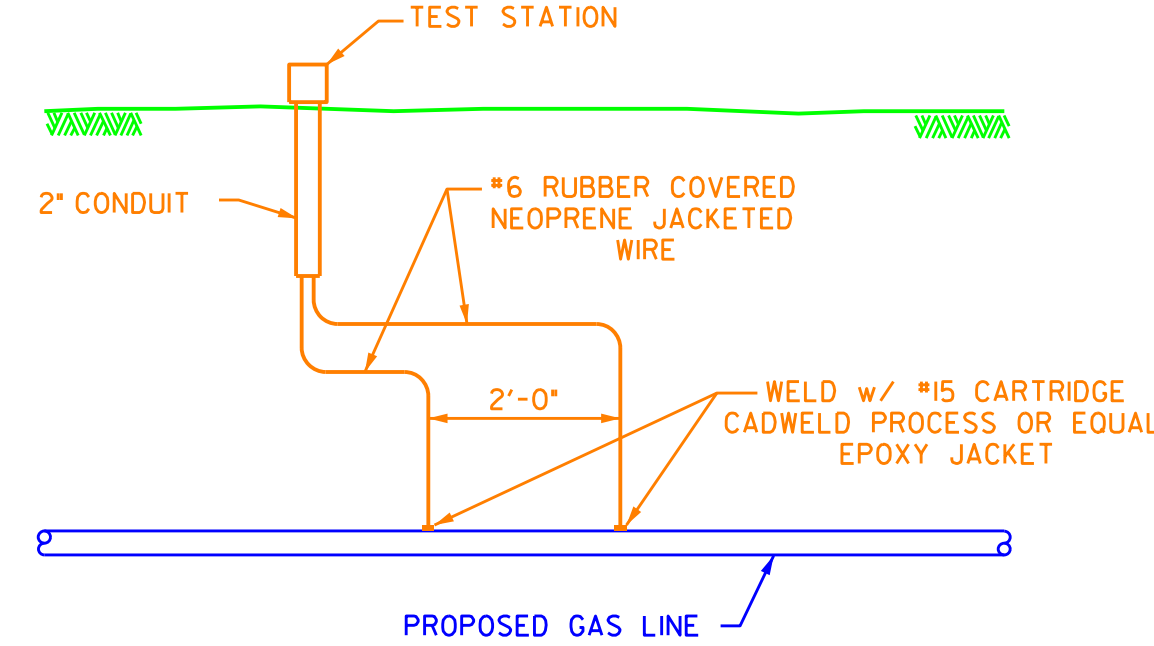 TEST STATION
2" CONDUIT
#6 RUBBER COVERED
NEOPRENE JACKETED
WIRE
2'-0"
WELD w/ #15 CARTRIDGE
CADWELD PROCESS OR EQUAL
EPOXY JACKET
PROPOSED GAS LINE